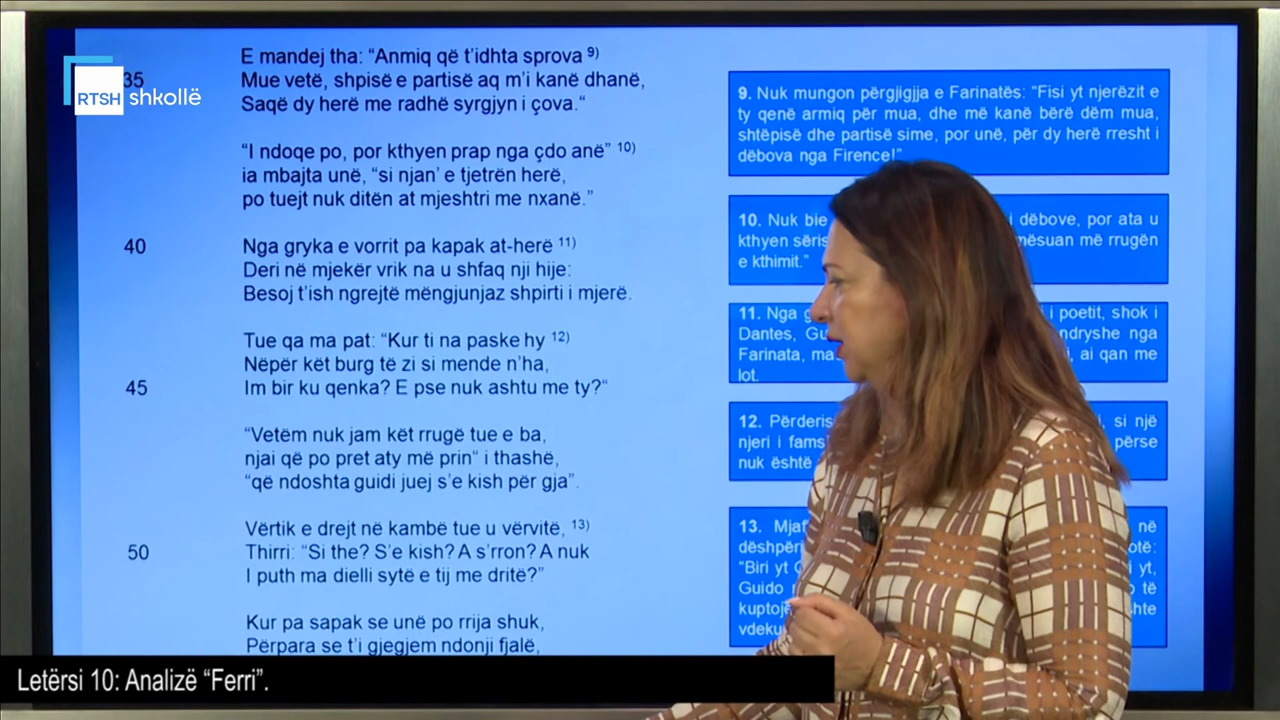 RTSH shkollë
E mandej tha: “Anmiq që t’idhta sprova 9)
35
Mue vetë, shpisë e partisë aq m’i kanë dhanë,
Saqë dy herë me radhë syrgjyn i çova.“
“I ndoqe po, por kthyen prap nga çdo anë” 10)
ia mbajta unë, “si njan’ e tjetrën herë,
po tuejt nuk ditën at mjeshtri me nxanë.”
40
Nga gryka e vorrit pa kapak at-herë 11)
Deri në mjekër vrik na u shfaq nji hije:
Besoj t’ish ngrejtë mëngjunjaz shpirti i mjerë.
Tue qa ma pat: “Kur ti na paske hy 12)
Nëpër kët burg të zi si mende n’ha,
45
Im bir ku qenka? E pse nuk ashtu me ty?“
“Vetëm nuk jam kët rrugë tue e ba,
njai që po pret aty më prin“ i thashë,
“që ndoshta guidi juej s’e kish për gja”.
Vërtik e drejt në kambë tue u vërvitë, 13)
50
Thirri: “Si the? S’e kish? A s’rron? A nuk
I puth ma dielli sytë e tij me dritë?”
Kur pa sapak se unë po rrija shuk,
Përpara se t’i gjegjem ndonji fjalë,
9. Nuk mungon përgjigjja e Farinatës: “Fisi yt njerëzit e
ty qenë armiq për mua, dhe më kanë bërë dëm mua,
shtëpisë dhe partisë sime, por unë, për dy herë rresht i
dëbova nga Firence!”
10. Nuk bie i dëbove, por ata u
kthyen mësuan më rrugën
e kthimit.”
11. Nga i poetit, shok i
Dantes, ndryshe nga
Farinata, ai qan me
lot.
12. si një
njeri i përse
nuk është
13. në
“Biri yt yt,
Guido të
Letërsi 10: Analizë “Ferri”.